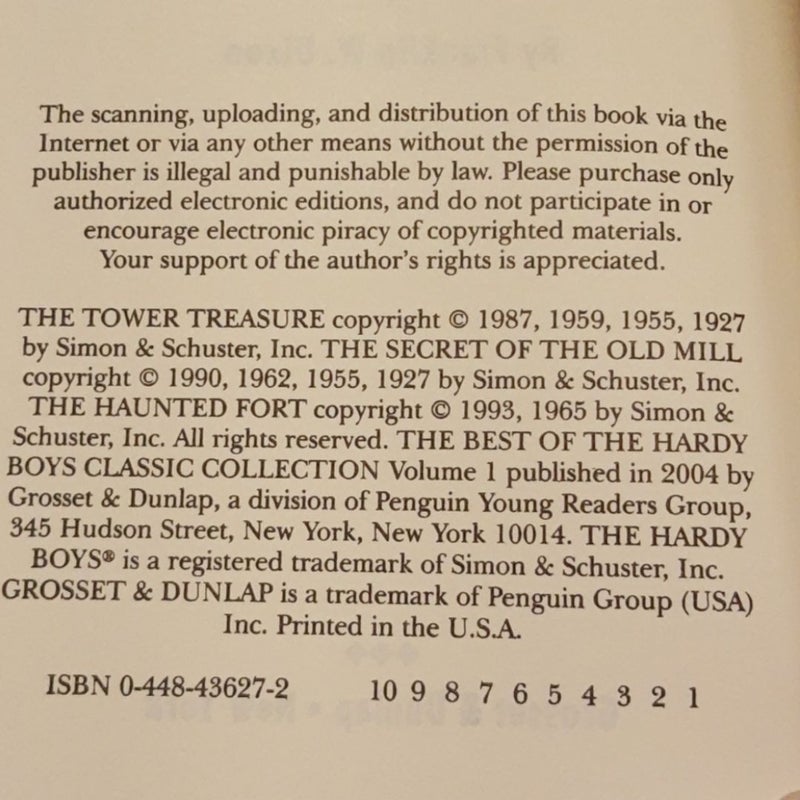 The scanning, uploading, and distribution of this book via the
Internet or via any other means without the permission of the
publisher is illegal and punishable by law. Please purchase only
authorized electronic editions, and do not participate in or
encourage electronic piracy of copyrighted materials.
Your support of the author's rights is appreciated.
THE TOWER TREASURE copyright © 1987, 1959, 1955, 1927
by Simon & Schuster, Inc. THE SECRET OF THE OLD MILL
copyright © 1990, 1962, 1955, 1927 by Simon & Schuster, Inc.
THE HAUNTED FORT copyright © 1993, 1965 by Simon &
Schuster, Inc. All rights reserved. THE BEST OF THE HARDY
BOYS CLASSIC COLLECTION Volume 1 published in 2004 by
Grosset & Dunlap, a division of Penguin Young Readers Group,
345 Hudson Street, New York, New York 10014. THE HARDY
BOYS® is a registered trademark of Simon & Schuster, Inc.
GROSSET & DUNLAP is a trademark of Penguin Group (USA)
Inc. Printed in the U.S.A.
ISBN 0-448-43627-2 10 9 8 7 6 5 4 3 2 1